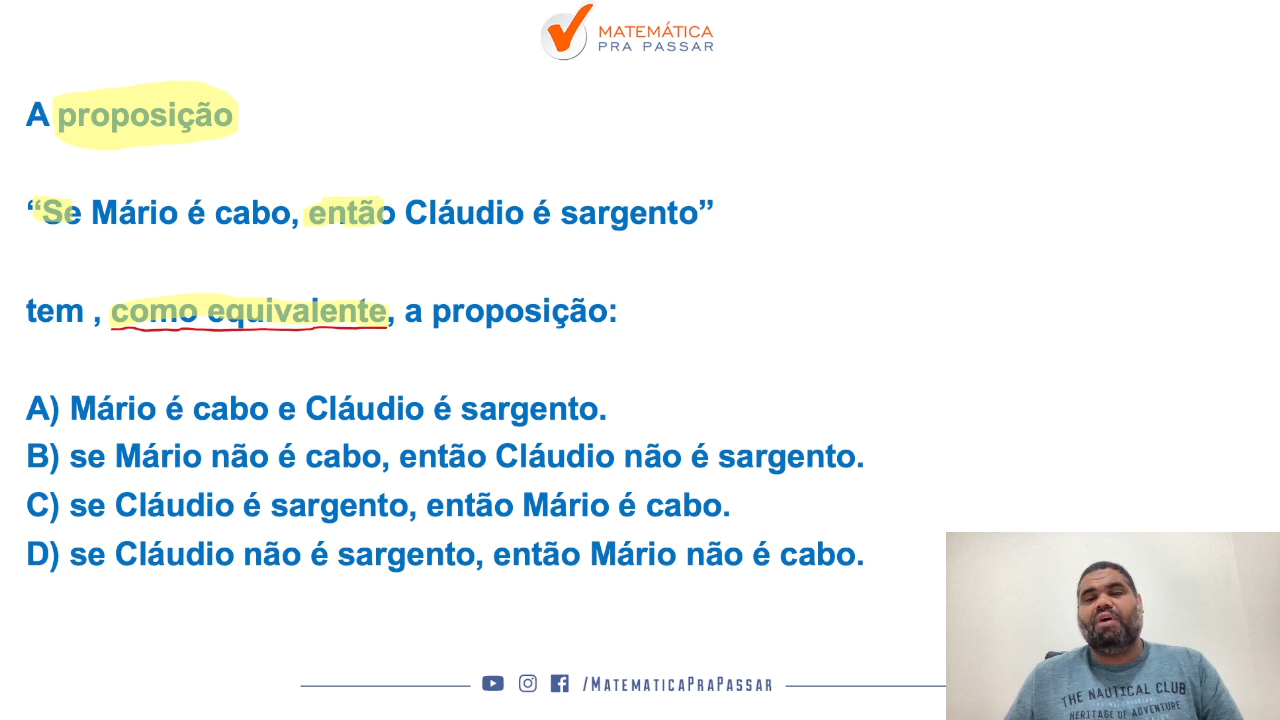 MATEMÁTICA
PRA PASSAR
A proposição
“Se Mário é cabo, então Cláudio é sargento”
tem , como equivalente, a proposição:
A) Mário é cabo e Cláudio é sargento.
B) se Mário não é cabo, então Cláudio não é sargento.
C) se Cláudio é sargento, então Mário é cabo.
D) se Cláudio não é sargento, então Mário não é cabo.
THE NAUTICAL CLUB
HERITAGE OF ADVENTURE
/MATEMATICAPRAPASSAR